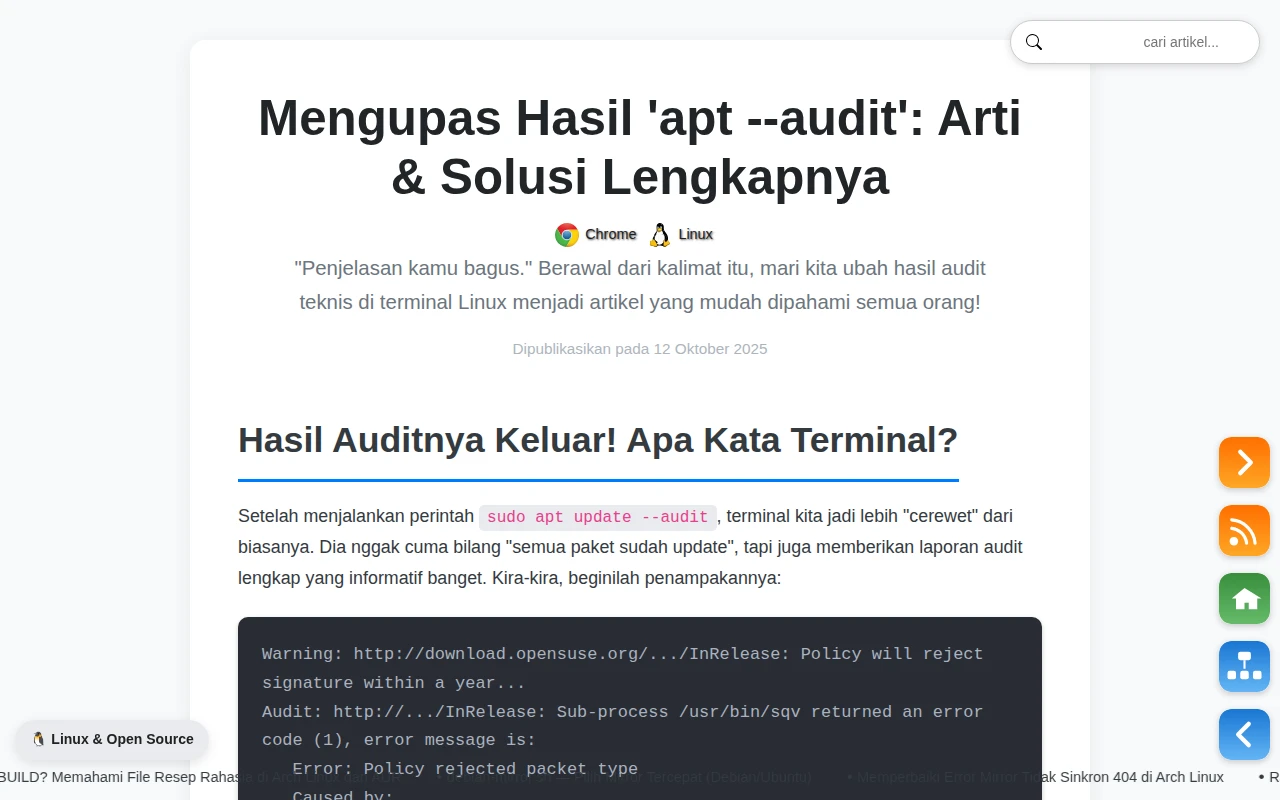 cari artikel...
Mengupas Hasil 'apt --audit': Arti
& Solusi Lengkapnya
Chrome Linux
"Penjelasan kamu bagus." Berawal dari kalimat itu, mari kita ubah hasil audit
teknis di terminal Linux menjadi artikel yang mudah dipahami semua orang!
Dipublikasikan pada 12 Oktober 2025
Hasil Auditnya Keluar! Apa Kata Terminal?
Setelah menjalankan perintah sudo apt update --audit, terminal kita jadi lebih "cerewet" dari
biasanya. Dia nggak cuma bilang "semua paket sudah update", tapi juga memberikan laporan audit
lengkap yang informatif banget. Kira-kira, beginilah penampakannya:
Warning: http://download.opensuse.org/.../InRelease: Policy will reject
signature within a year...
Audit: http://.../InRelease: Sub-process /usr/bin/sqv returned an error
code (1), error message is:
Error: Policy rejected packet type
Caused by:
🐧 Linux & Open Source
BUILD? Memahami File Resep Rahasia di Arch Linux dan AUR • Tercepat (Debian/Ubuntu) • Memperbaiki Error Mirror Tidak Sinkron 404 di Arch Linux • R